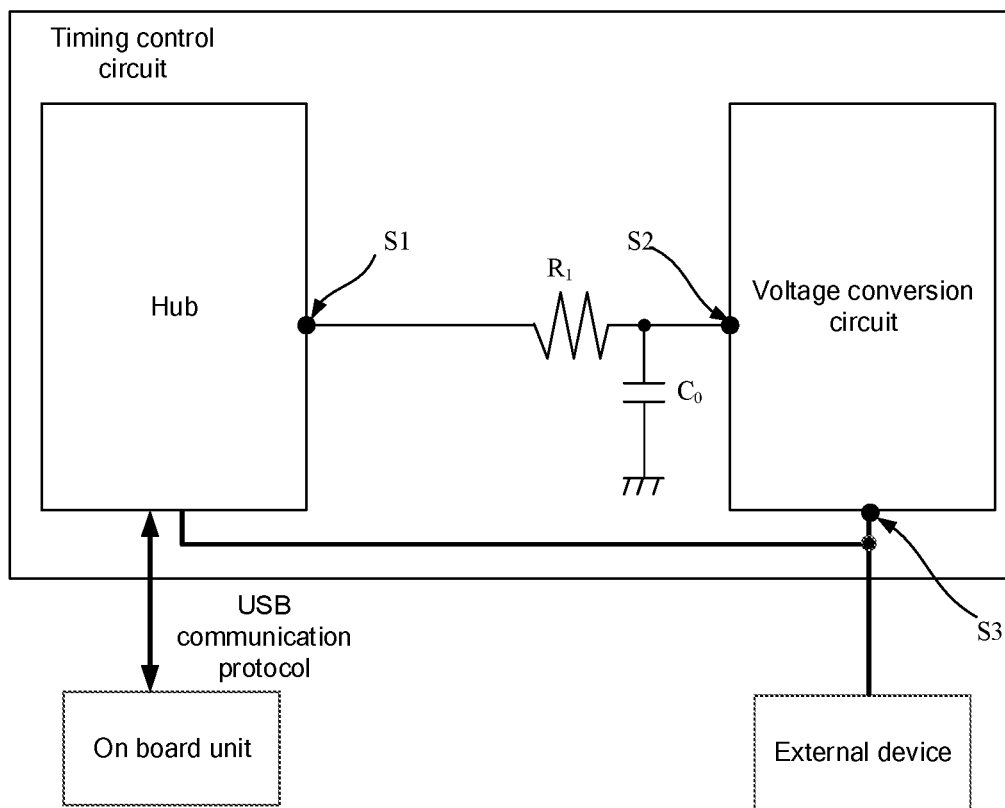 Timing control
circuit
Hub
S1
R₁
C₀
S2
Voltage conversion
circuit
S3
USB
communication
protocol
On board unit
External device